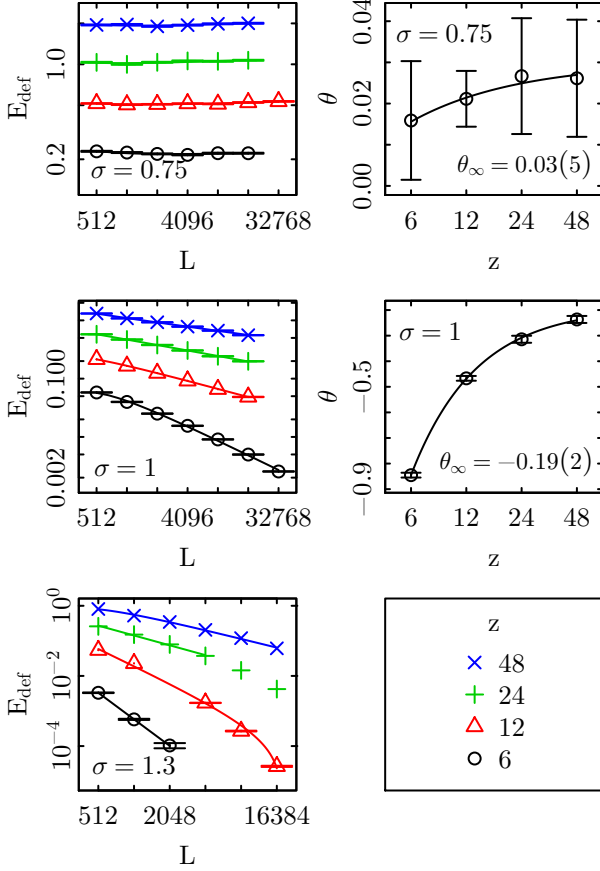 E_def
1.0
0.2
σ = 0.75
512 4096 32768
L
θ
0.04
0.02
0.00
σ = 0.75
θ_∞ = 0.03(5)
6 12 24 48
z
E_def
0.100
0.002
σ = 1
512 4096 32768
L
θ
−0.5
−0.9
σ = 1
θ_∞ = −0.19(2)
6 12 24 48
z
E_def
10^0
10^−2
10^−4
σ = 1.3
512 2048 16384
L
z
48
24
12
6